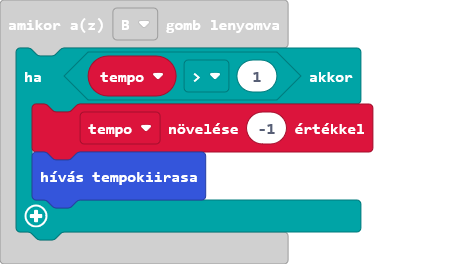 amikor a(z) B gomb lenyomva
ha tempo > 1 akkor
tempo növelése -1 értékkel
hívás tempokiirasa